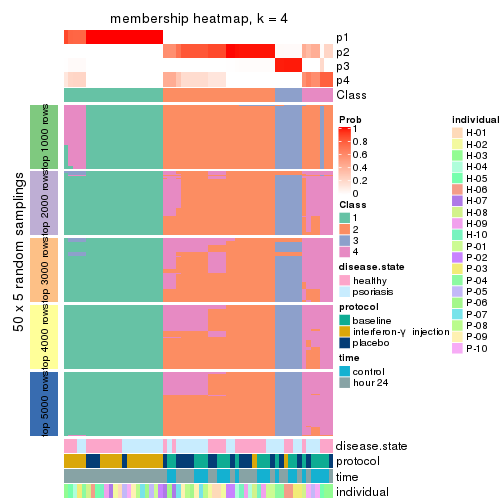 membership heatmap, k = 4
p1
p2
p3
p4
Class
50 x 5 random samplings
top 1000 rows
top 2000 rows
top 3000 rows
top 4000 rows
top 5000 rows
disease.state
protocol
time
individual
Prob
1
0.8
0.6
0.4
0.2
0
Class
1
2
3
4
disease.state
healthy
psoriasis
protocol
baseline
interferon-γ injection
placebo
time
control
hour 24
individual
H-01
H-02
H-03
H-04
H-05
H-06
H-07
H-08
H-09
H-10
P-01
P-02
P-03
P-04
P-05
P-06
P-07
P-08
P-09
P-10